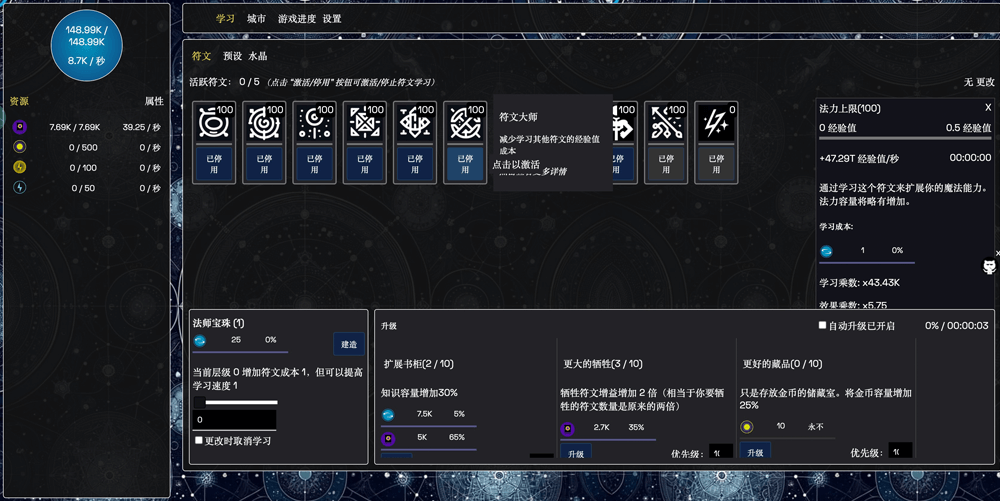 148.99K /
148.99K
8.7K / 秒
资源 属性
7.69K / 7.69K 39.25 / 秒
0 / 500 0 / 秒
0 / 100 0 / 秒
0 / 50 0 / 秒
学习 城市 游戏进度 设置
符文 预设 水晶
活跃符文: 0 / 5 (点击 "激活/停用" 按钮可激活/停止符文学习)
无 更改
100 100 100 100 100 100 0
已停用 已停用 已停用 已停用 已停用 已停用 已停用 已停用 已停用
符文大师
减少学习其他符文的经验值
成本
点击以激活
多详情
法力上限(100) X
0 经验值 0.5 经验值
+47.29T 经验值/秒 00:00:00
通过学习这个符文来扩展你的魔法能力。
法力容量将略有增加。
学习成本:
1 0%
学习乘数: x43.43K
效果乘数: x5.75
法师宝珠 (1)
25 0%
建造
当前层级 0 增加符文成本 1，但可以提高
学习速度 1
0
更改时取消学习
升级
自动升级已开启 0% / 00:00:03
扩展书柜(2 / 10)
知识容量增加30%
7.5K 5%
5K 65%
更大的牺牲(3 / 10)
牺牲符文增益增加 2 倍（相当于你要牺
牲的符文数量是原来的两倍）
2.7K 35%
升级 优先级:
更好的藏品(0 / 10)
只是存放金币的储藏室。将金币容量增加
25%
10 永不
升级 优先级: